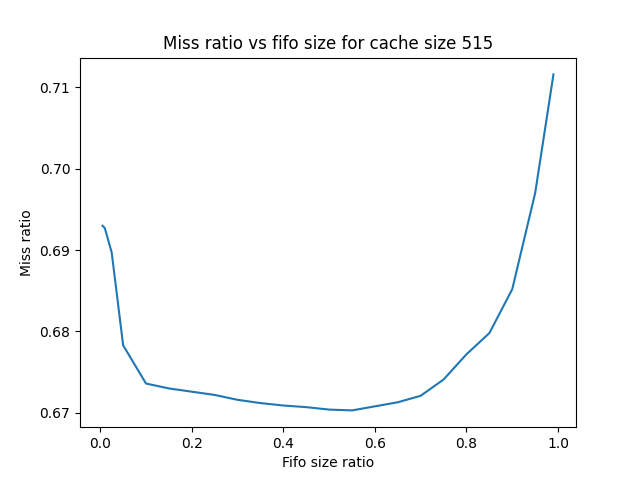 Miss ratio vs fifo size for cache size 515
0.71
0.70
0.69
0.68
0.67
Miss ratio
0.0 0.2 0.4 0.6 0.8 1.0
Fifo size ratio